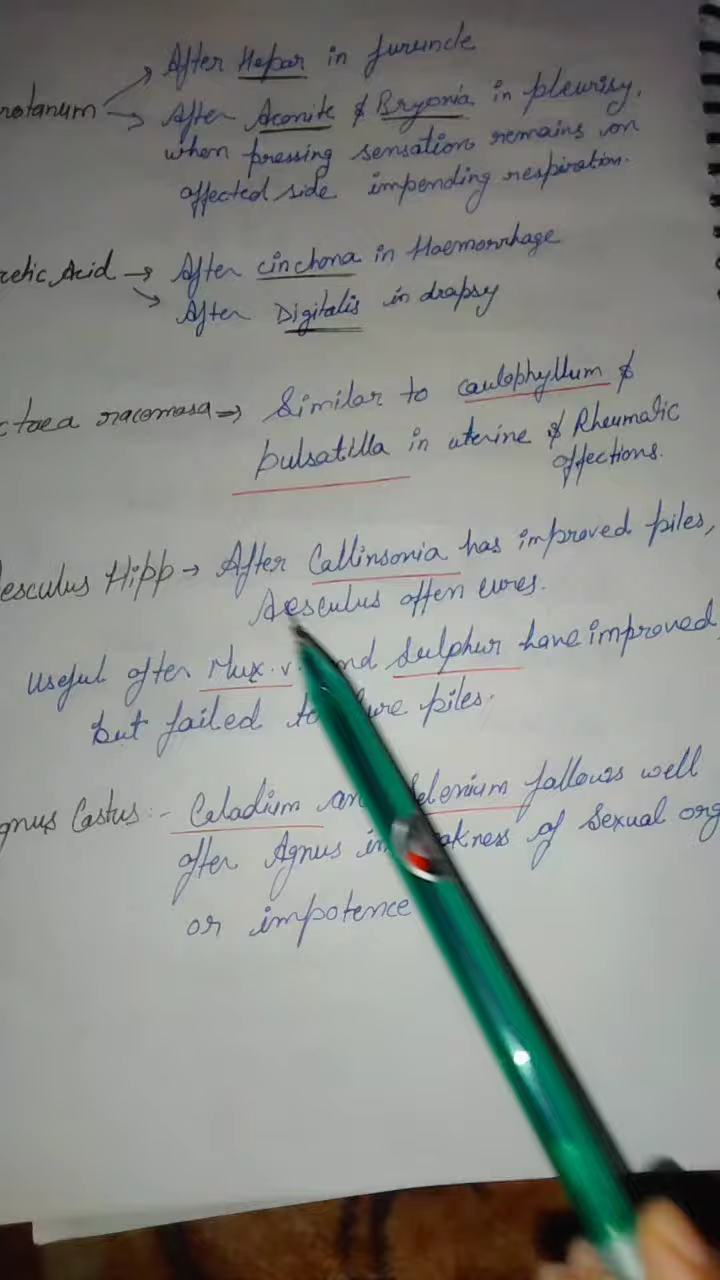 After Hepar in furuncle
rotanum → After Aconite & Bryonia in pleurisy,
when pressing sensation remains on
affected side impending respiration.
cetic Acid → After cinchona in Haemorrhage
→ After Digitalis in drapsy
ctaea racemosa ⇒ Similar to caulophyllum &
pulsatilla in uterine & Rheumatic
affections.
esculus Hipp → After Callinsonia has improved piles,
Aesculus often cures.
useful after Nux.v. and Sulphur have improved,
but failed to cure piles.
gnus Castus :- Caladium and Selenium follows well
after Agnus in weakness of Sexual org
or impotence